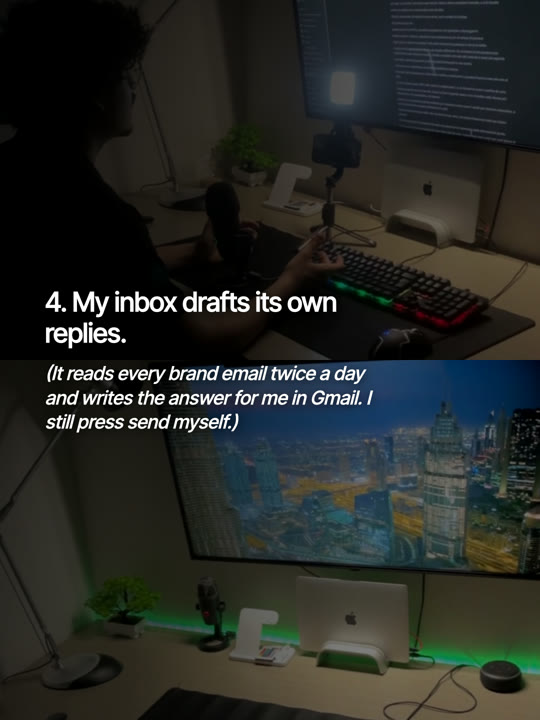 4. My inbox drafts its own
replies.
(It reads every brand email twice a day
and writes the answer for me in Gmail. I
still press send myself.)